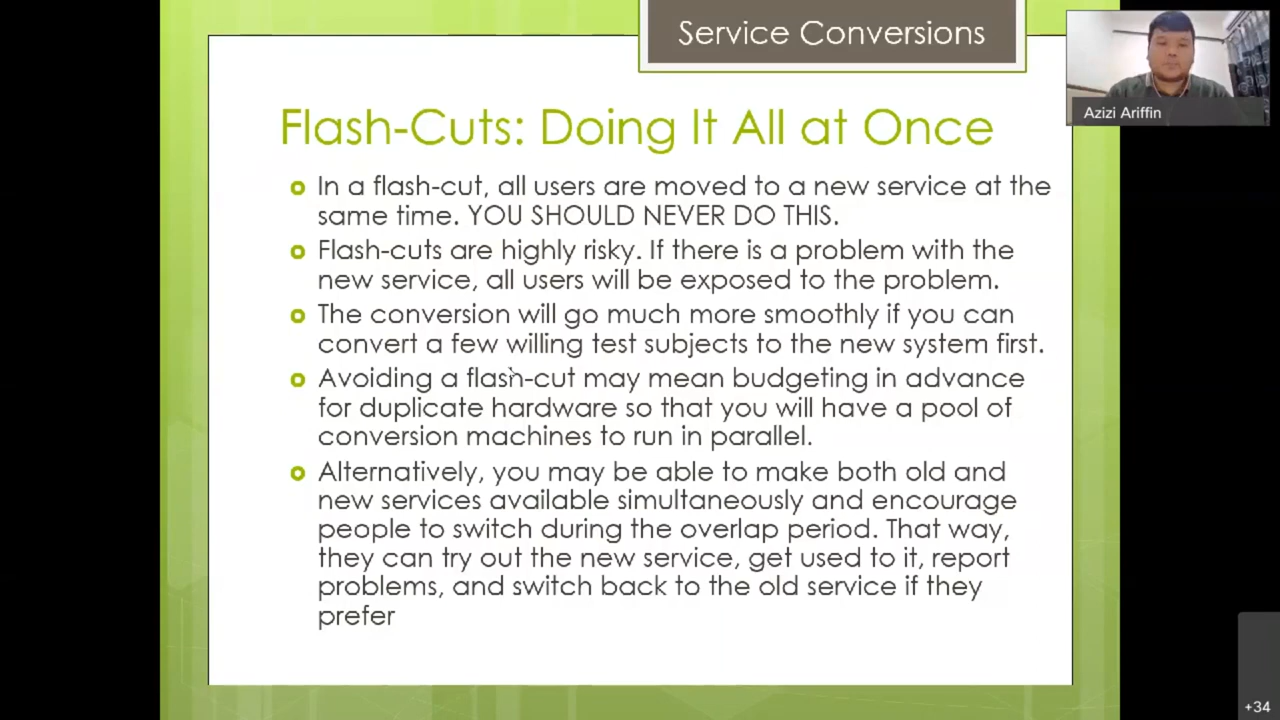 Service Conversions
Azizi Ariffin
Flash-Cuts: Doing It All at Once
In a flash-cut, all users are moved to a new service at the
same time. YOU SHOULD NEVER DO THIS.
Flash-cuts are highly risky. If there is a problem with the
new service, all users will be exposed to the problem.
The conversion will go much more smoothly if you can
convert a few willing test subjects to the new system first.
Avoiding a flash-cut may mean budgeting in advance
for duplicate hardware so that you will have a pool of
conversion machines to run in parallel.
Alternatively, you may be able to make both old and
new services available simultaneously and encourage
people to switch during the overlap period. That way,
they can try out the new service, get used to it, report
problems, and switch back to the old service if they
prefer
+34